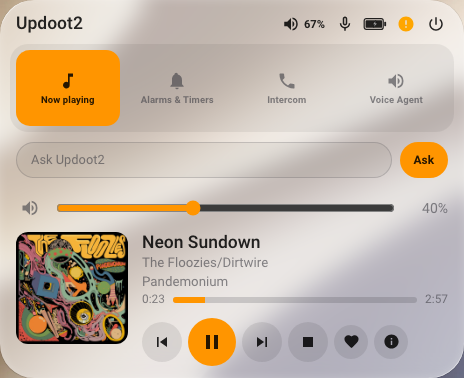 Updoot2
67%
Now playing
Alarms & Timers
Intercom
Voice Agent
Ask Updoot2
Ask
40%
Neon Sundown
The Floozies/Dirtwire
Pandemonium
0:23
2:57